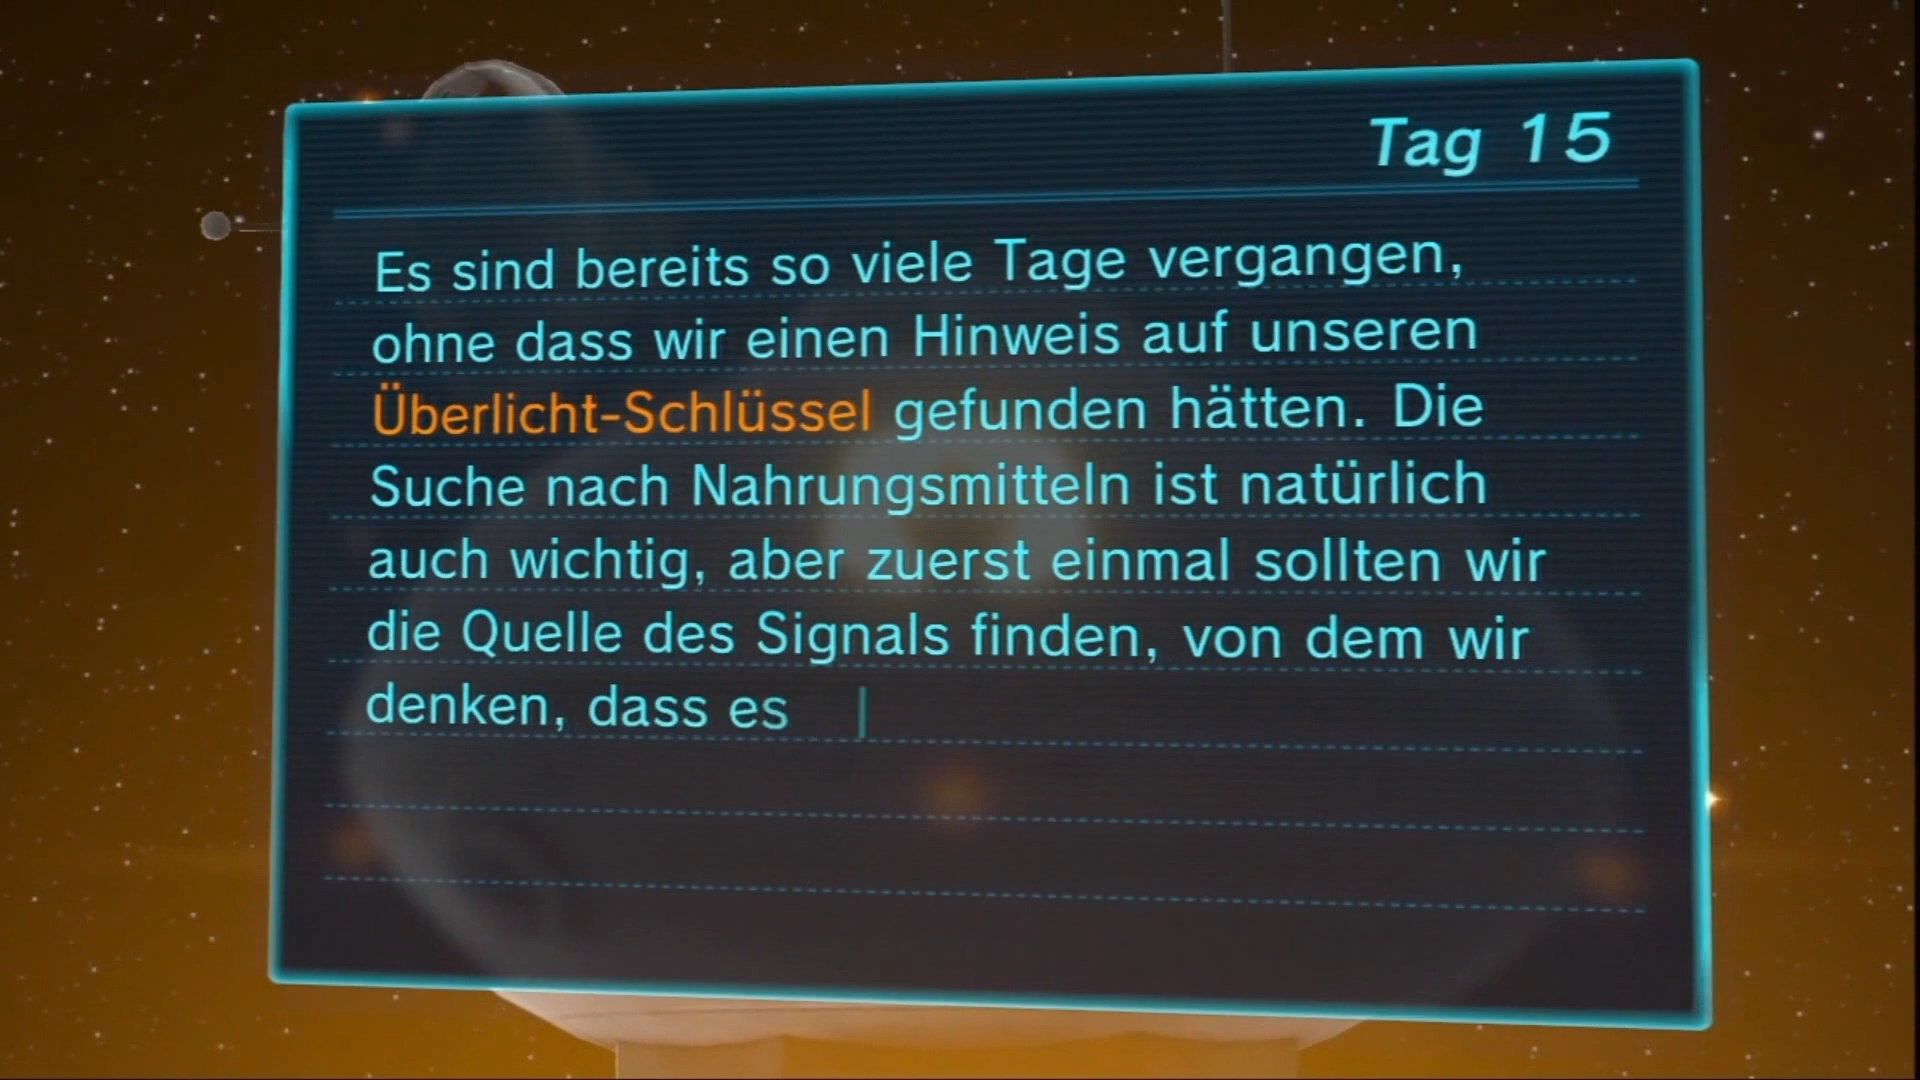 Tag 15
Es sind bereits so viele Tage vergangen,
ohne dass wir einen Hinweis auf unseren
Überlicht-Schlüssel gefunden hätten. Die
Suche nach Nahrungsmitteln ist natürlich
auch wichtig, aber zuerst einmal sollten wir
die Quelle des Signals finden, von dem wir
denken, dass es